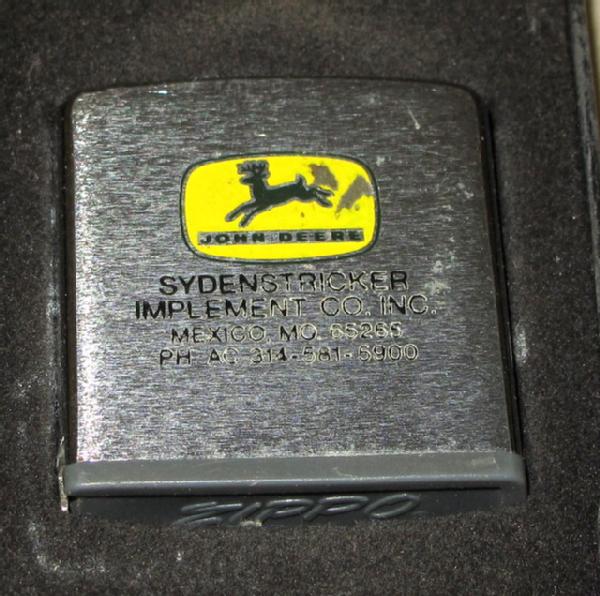 JOHN DEERE
SYDENSTRICKER
IMPLEMENT CO. INC.
MEXICO, MO. 65265
PH. AC 314-581-5900
ZIPPO